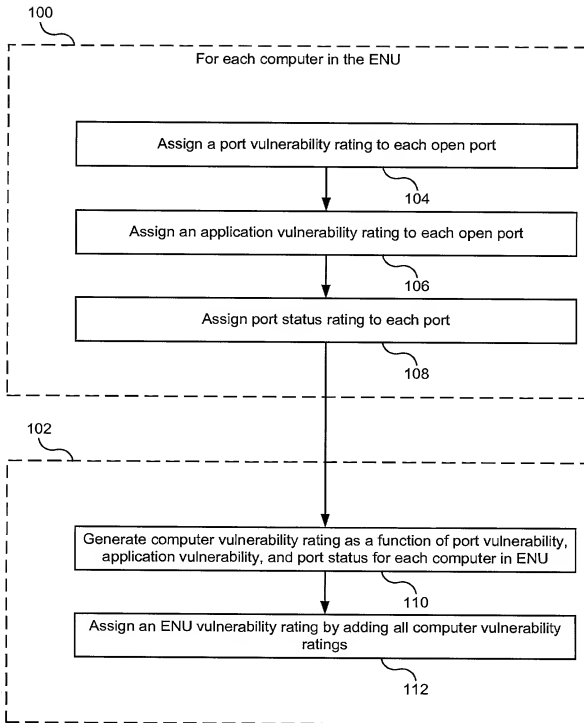 100
For each computer in the ENU
Assign a port vulnerability rating to each open port
104
Assign an application vulnerability rating to each open port
106
Assign port status rating to each port
108
102
Generate computer vulnerability rating as a function of port vulnerability,
application vulnerability, and port status for each computer in ENU
110
Assign an ENU vulnerability rating by adding all computer vulnerability
ratings
112